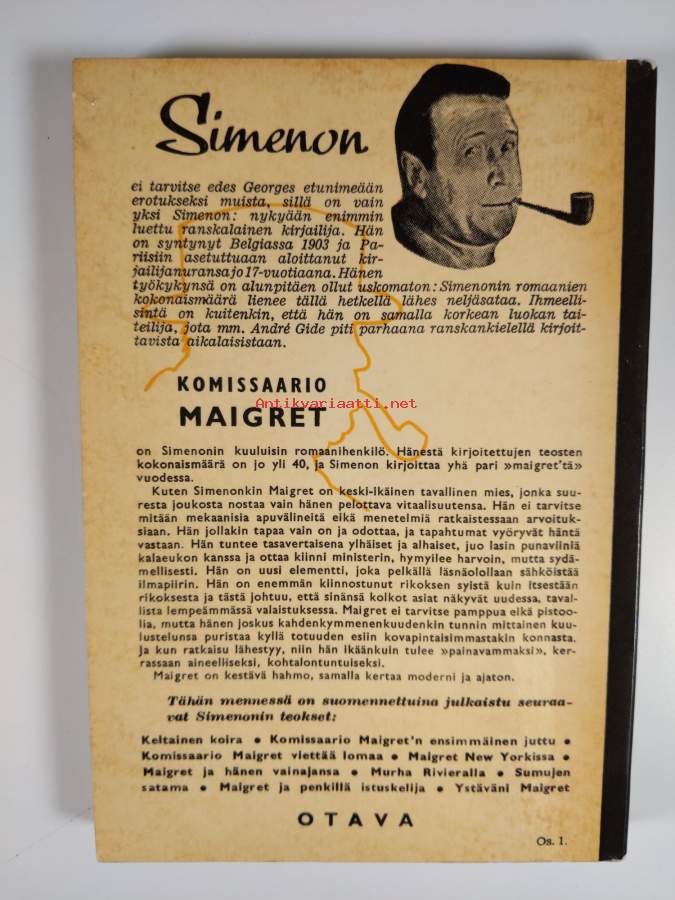 Simenon
ei tarvitse edes Georges etunimeään
erotukseksi muista, sillä on vain
yksi Simenon: nykyään enimmin
luettu ranskalainen kirjailija. Hän
on syntynyt Belgiassa 1903 ja Pa-
riisiin asetuttuaan aloittanut kir-
jailijanuransa jo 17-vuotiaana. Hänen
työkykynsä on alunpitäen ollut uskomaton: Simenonin romaanien
kokonaismäärä lienee tällä hetkellä lähes neljäsataa. Ihmeelli-
sintä on kuitenkin, että hän on samalla korkean luokan tai-
teilija, jota mm. André Gide piti parhaana ranskankielellä kirjoit-
tavista aikalaisistaan.
KOMISSAARIO
Antikvariaatti.net
MAIGRET
on Simenonin kuuluisin romaanihenkilö. Hänestä kirjoitettujen teosten
kokonaismäärä on jo yli 40, ja Simenon kirjoittaa yhä pari »maigret'tä»
vuodessa.
Kuten Simenonkin Maigret on keski-ikäinen tavallinen mies, jonka suu-
resta joukosta nostaa vain hänen pelottava vitaalisuutensa. Hän ei tarvitse
mitään mekaanisia apuvälineitä eikä menetelmiä ratkaistessaan arvoituk-
siaan. Hän jollakin tapaa vain on ja odottaa, ja tapahtumat vyöryvät häntä
vastaan. Hän tuntee tasavertaisena ylhäiset ja alhaiset, juo lasin punaviiniä
kalaeukon kanssa ja ottaa kiinni ministerin, hymyilee harvoin, mutta sydä-
mellisesti. Hän on uusi elementti, joka pelkällä läsnäolollaan sähköistää
ilmapiirin. Hän on enemmän kiinnostunut rikoksen syistä kuin itsestään
rikoksesta ja tästä johtuu, että sinänsä kolkot asiat näkyvät uudessa, taval-
lista lempeämmässä valaistuksessa. Maigret ei tarvitse pamppua eikä pistoo-
lia, mutta hänen joskus kahdenkymmenenkuudenkin tunnin mittainen kuu-
lustelunsa puristaa kyllä totuuden esiin kovapintaisimmastakin konnasta.
Ja kun ratkaisu lähestyy, niin hän ikäänkuin tulee »painavammaksi», ker-
rassaan aineelliseksi, kohtalontuntuiseksi.
Maigret on kestävä hahmo, samalla kertaa moderni ja ajaton.
Tähän mennessä on suomennettuina julkaistu seuraa-
vat Simenonin teokset:
Keltainen koira • Komissaario Maigret'n ensimmäinen juttu •
Komissaario Maigret viettää lomaa • Maigret New Yorkissa •
Maigret ja hänen vainajansa • Murha Rivieralla • Sumujen
satama • Maigret ja penkillä istuskelija • Ystäväni Maigret
OTAVA
Os. 1.